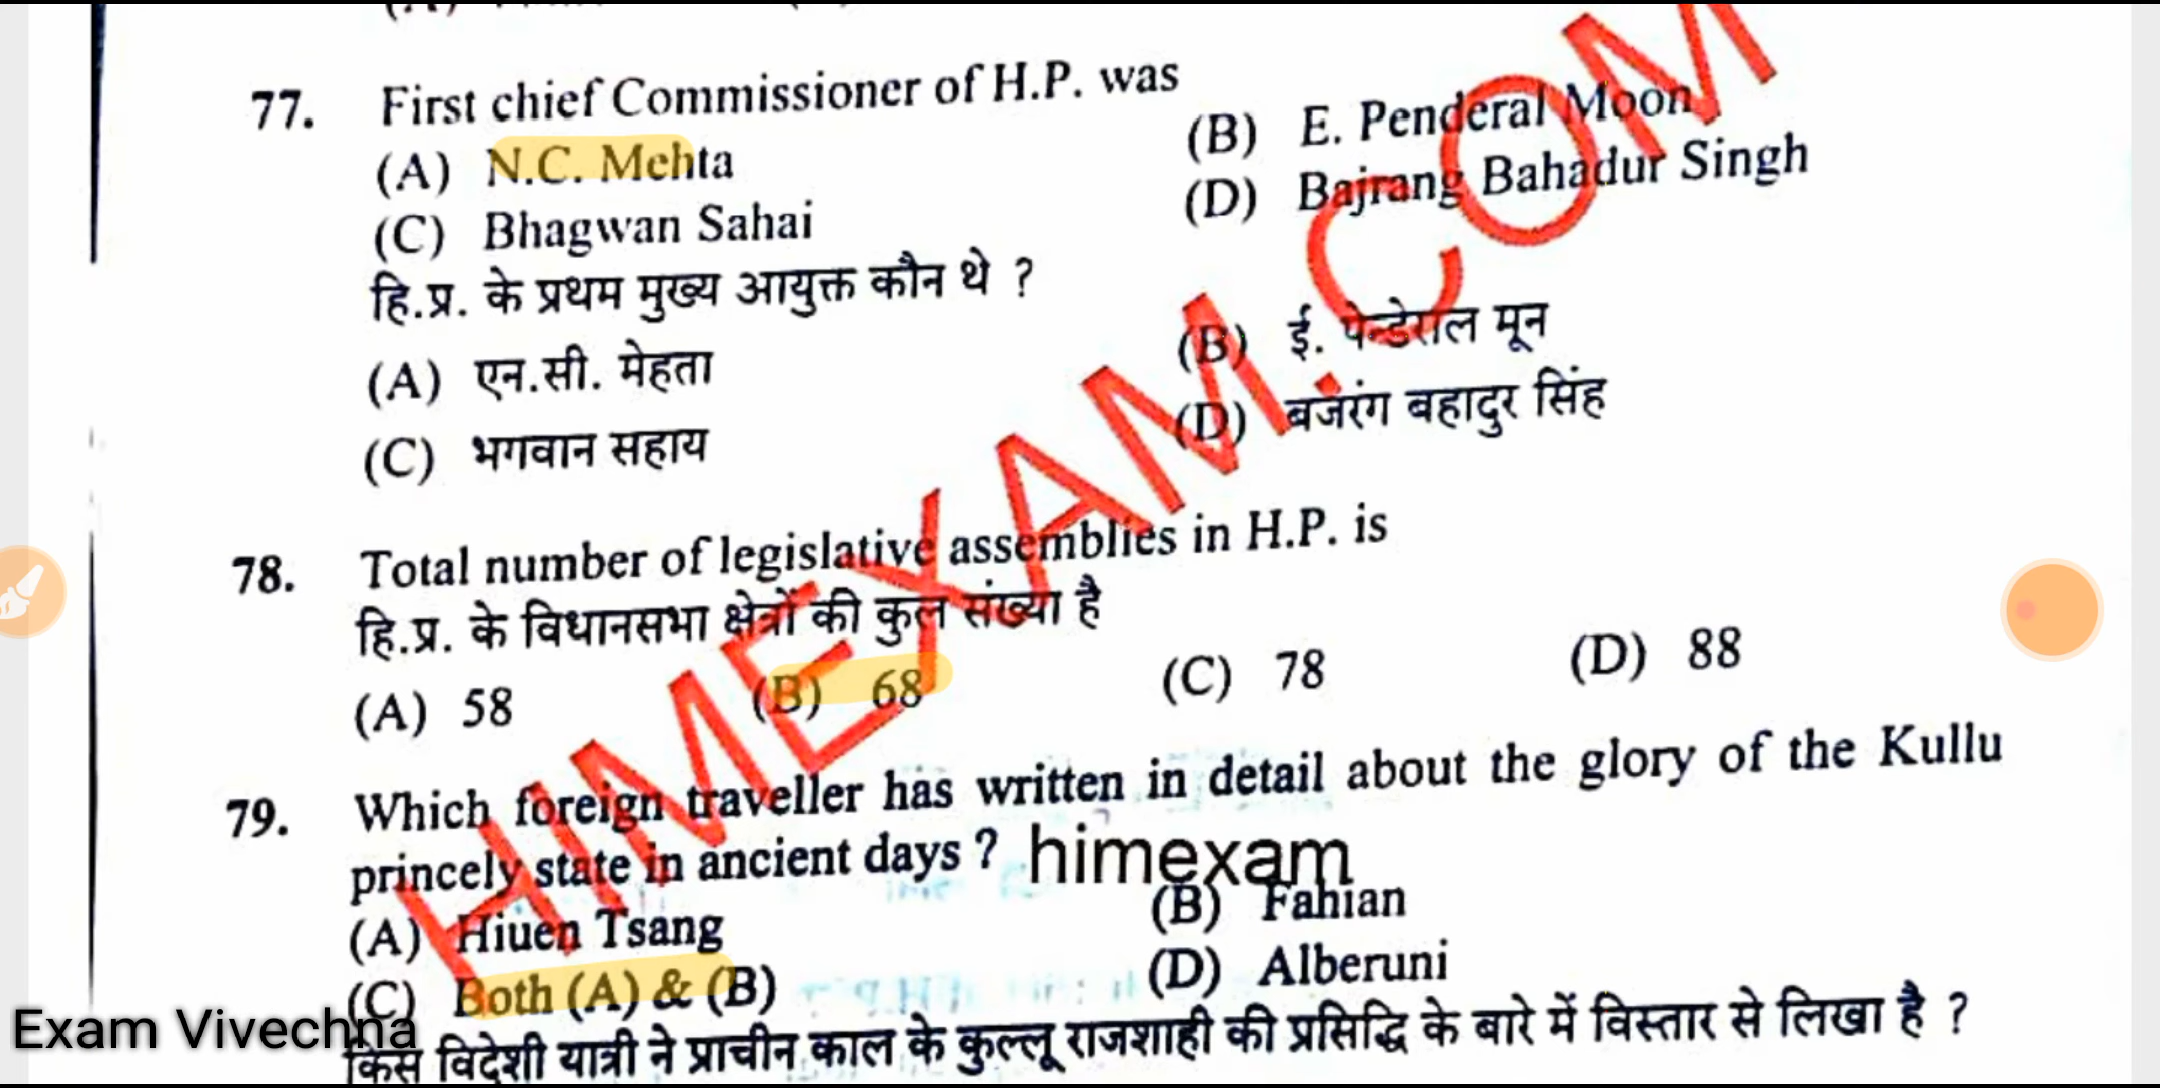 77. First chief Commissioner of H.P. was
(A) N.C. Mehta (B) E. Penderal Moon
(C) Bhagwan Sahai (D) Bajrang Bahadur Singh
हि.प्र. के प्रथम मुख्य आयुक्त कौन थे ?
(A) एन.सी. मेहता (B) ई. पेन्डेराल मून
(C) भगवान सहाय (D) बजरंग बहादुर सिंह
78. Total number of legislative assemblies in H.P. is
हि.प्र. के विधानसभा क्षेत्रों की कुल संख्या है
(A) 58 (B) 68 (C) 78 (D) 88
79. Which foreign traveller has written in detail about the glory of the Kullu
princely state in ancient days ? himexam
(A) Hiuen Tsang (B) Fahian
(C) Both (A) & (B) (D) Alberuni
किस विदेशी यात्री ने प्राचीन काल के कुल्लू राजशाही की प्रसिद्धि के बारे में विस्तार से लिखा है ?
HIMEXAM.COM
Exam Vivechna